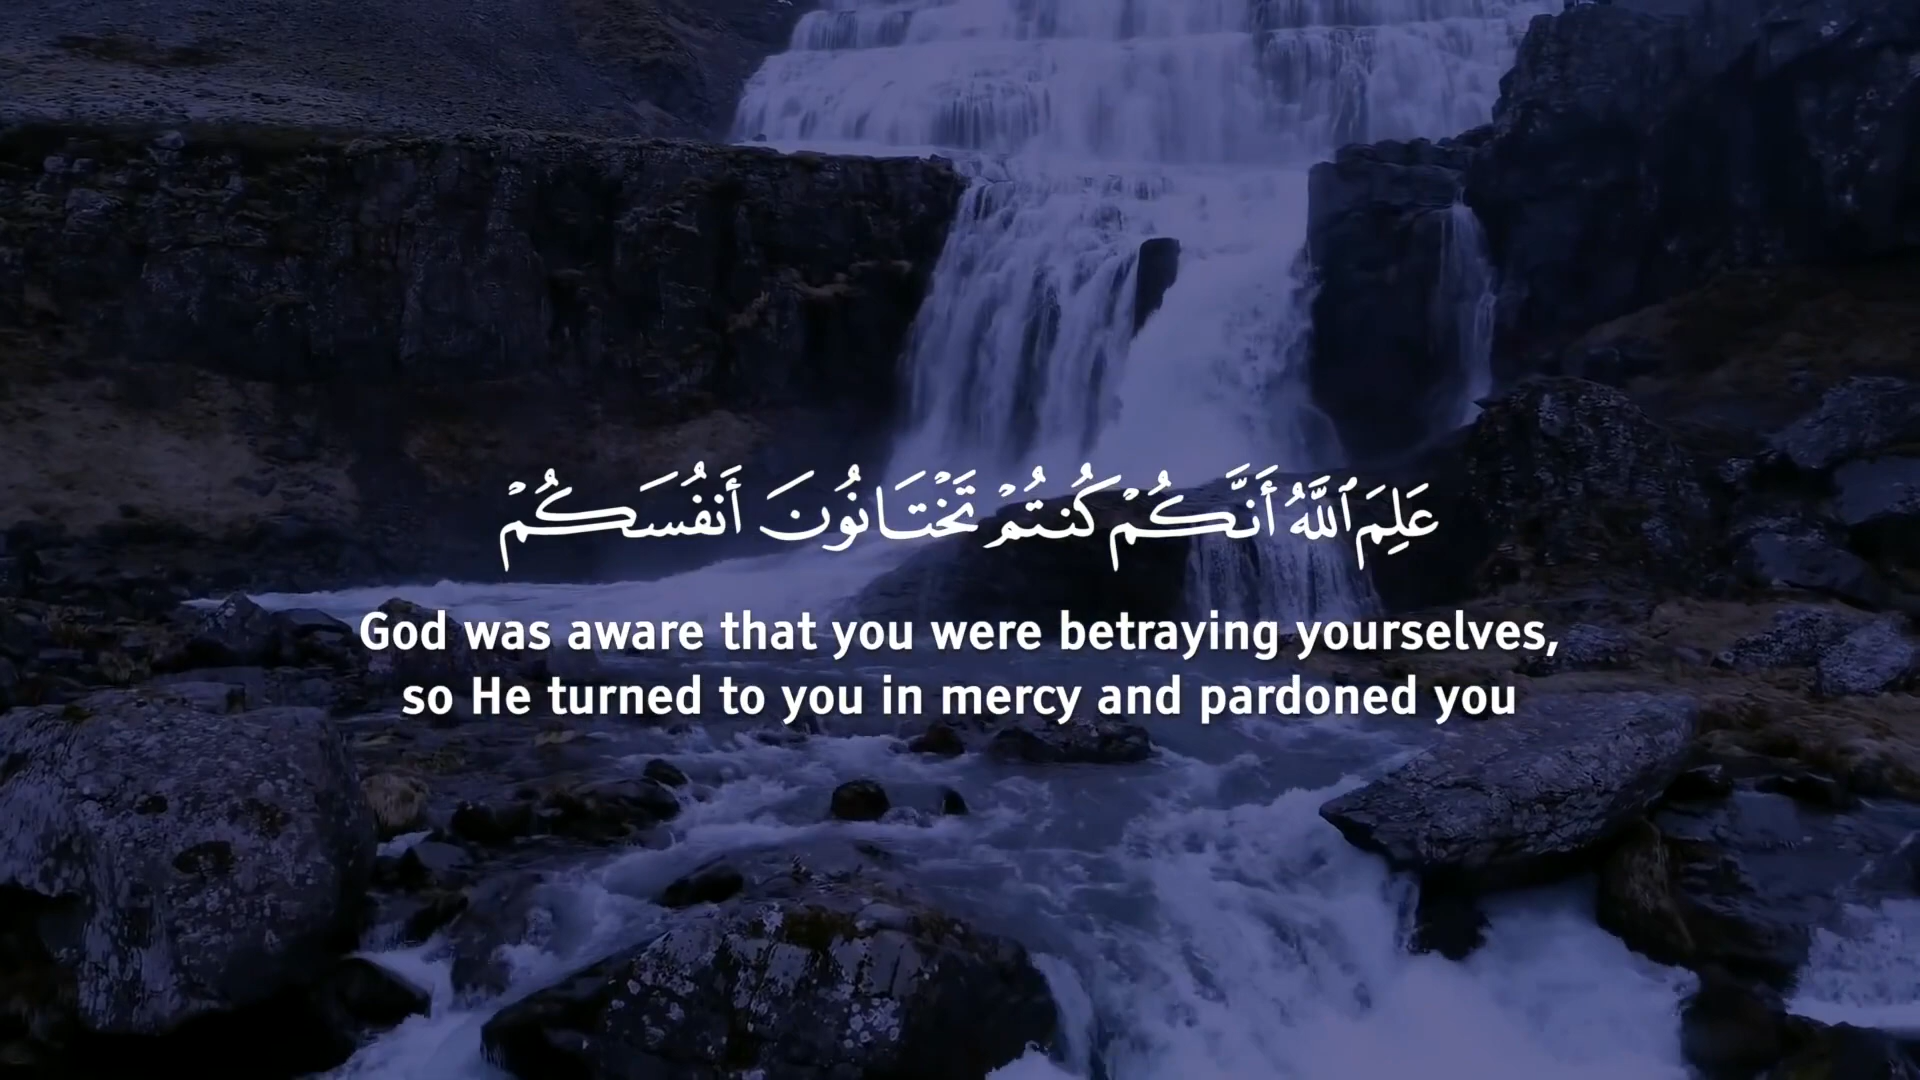 عَلِمَ ٱللَّهُ أَنَّكُمْ كُنتُمْ تَخْتَانُونَ أَنفُسَكُمْ
God was aware that you were betraying yourselves,
so He turned to you in mercy and pardoned you